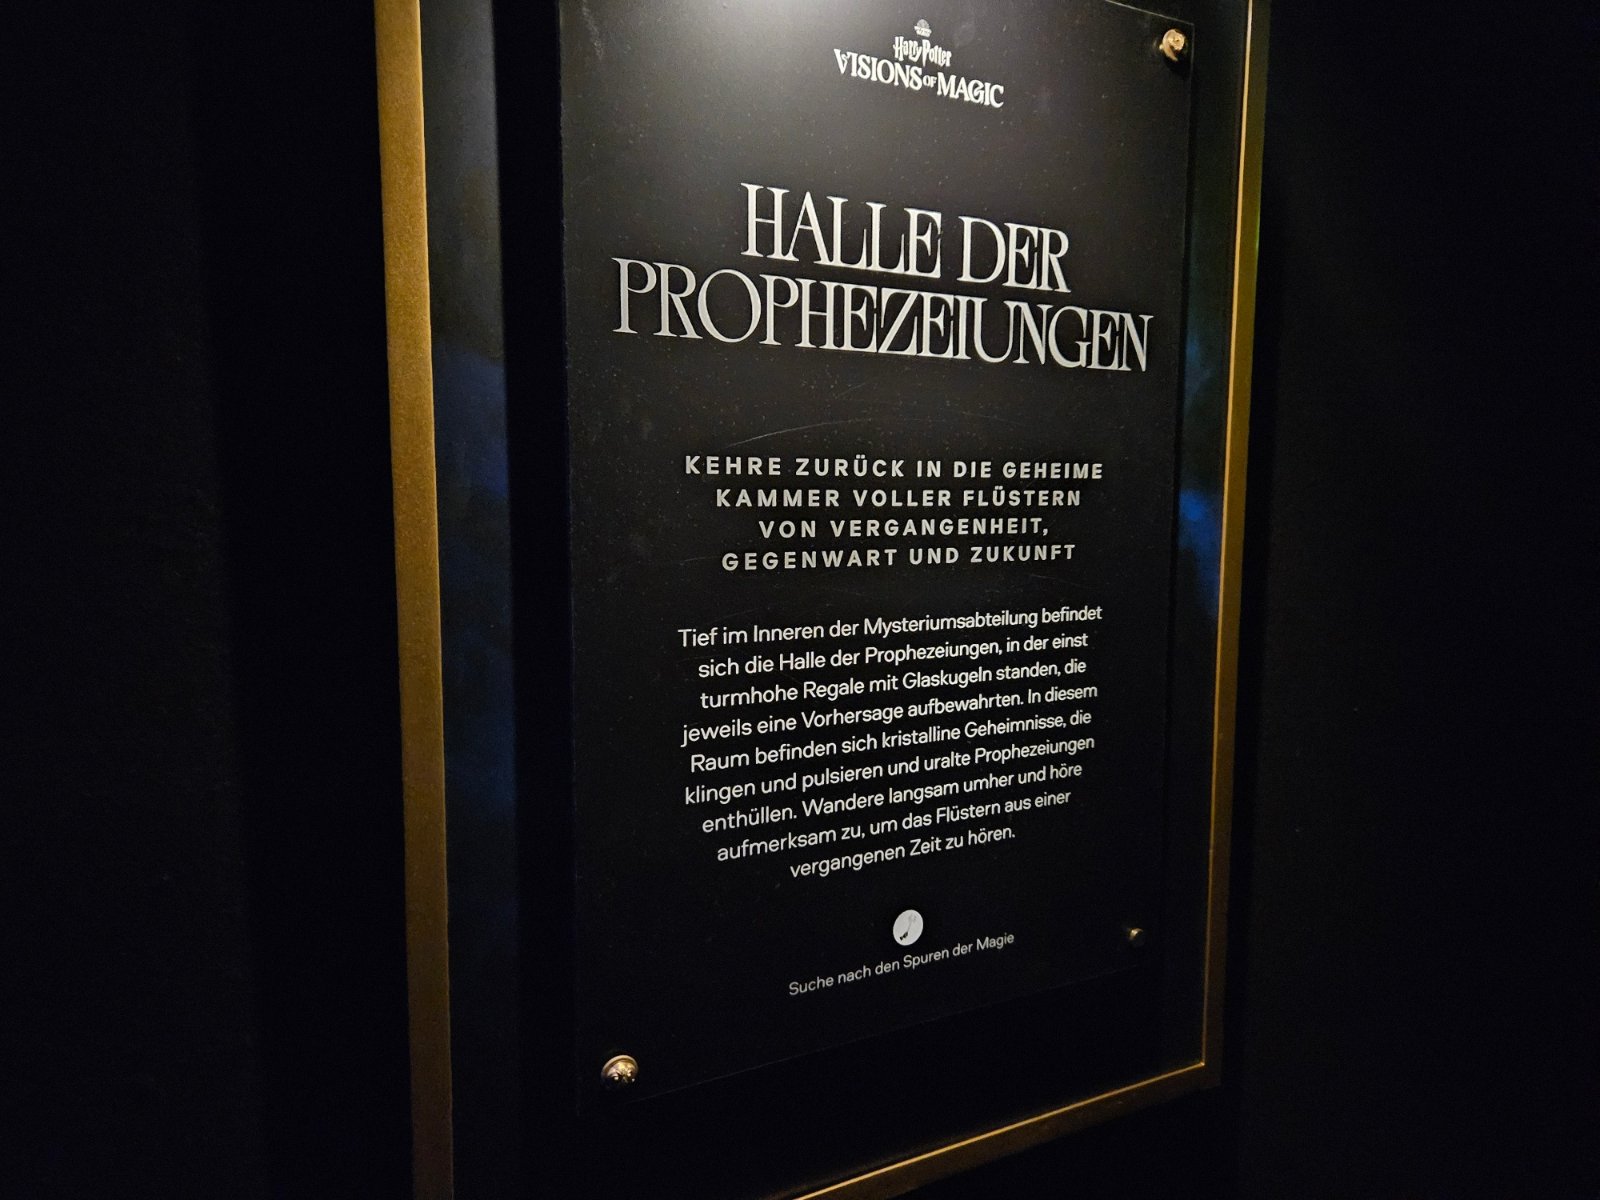 Harry Potter
VISIONS OF MAGIC
HALLE DER
PROPHEZEIUNGEN
KEHRE ZURÜCK IN DIE GEHEIME
KAMMER VOLLER FLÜSTERN
VON VERGANGENHEIT,
GEGENWART UND ZUKUNFT
Tief im Inneren der Mysteriumsabteilung befindet
sich die Halle der Prophezeiungen, in der einst
turmhohe Regale mit Glaskugeln standen, die
jeweils eine Vorhersage aufbewahrten. In diesem
Raum befinden sich kristalline Geheimnisse, die
klingen und pulsieren und uralte Prophezeiungen
enthüllen. Wandere langsam umher und höre
aufmerksam zu, um das Flüstern aus einer
vergangenen Zeit zu hören.
Suche nach den Spuren der Magie